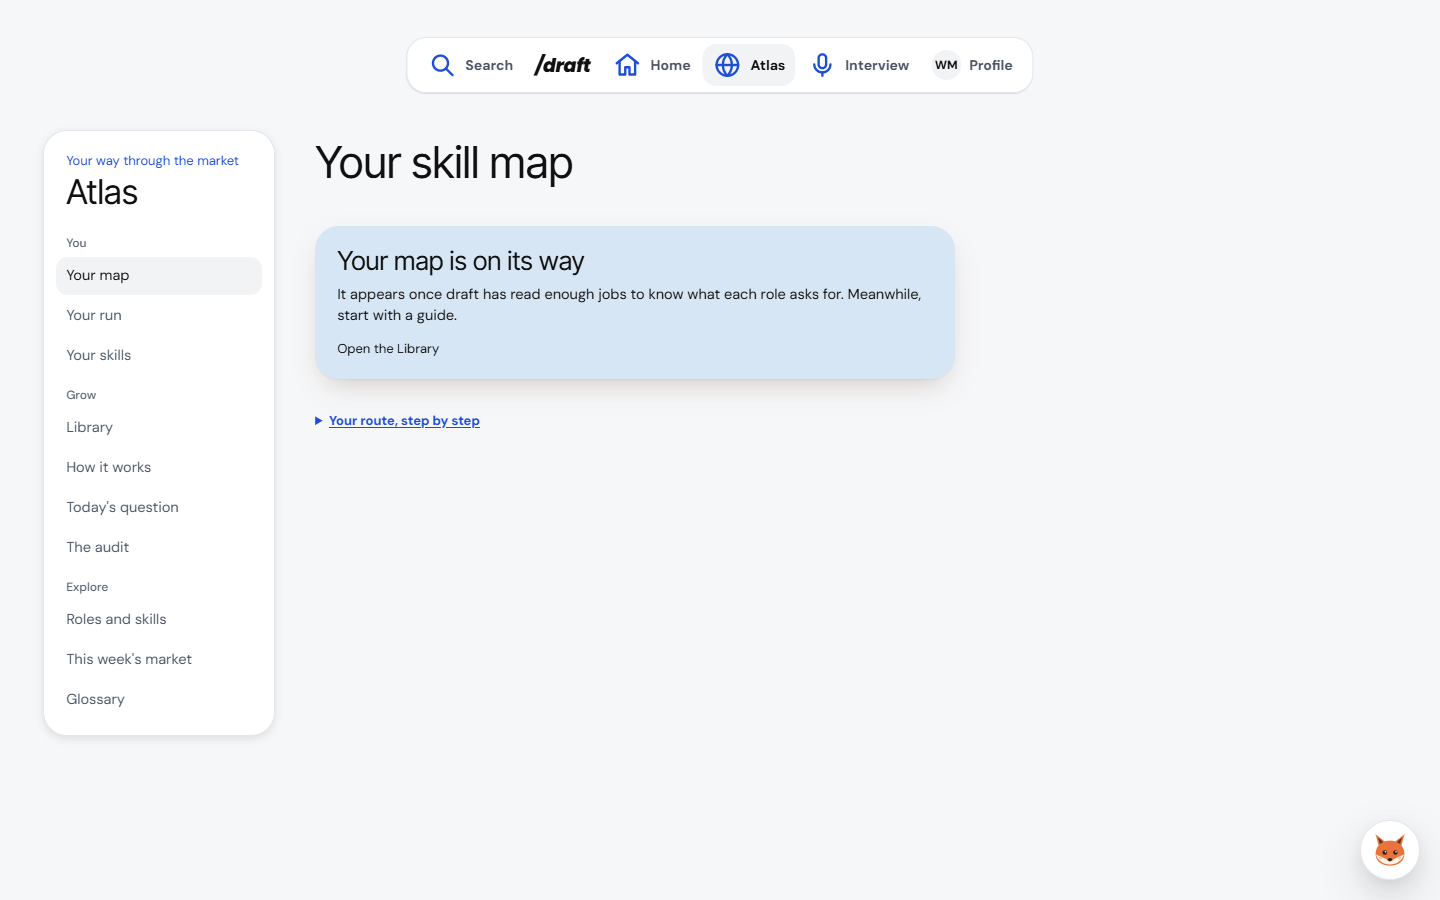 Search
/draft
Home
Atlas
Interview
WM
Profile
Your way through the market
Atlas
You
Your map
Your run
Your skills
Grow
Library
How it works
Today's question
The audit
Explore
Roles and skills
This week's market
Glossary
Your skill map
Your map is on its way
It appears once draft has read enough jobs to know what each role asks for. Meanwhile,
start with a guide.
Open the Library
Your route, step by step